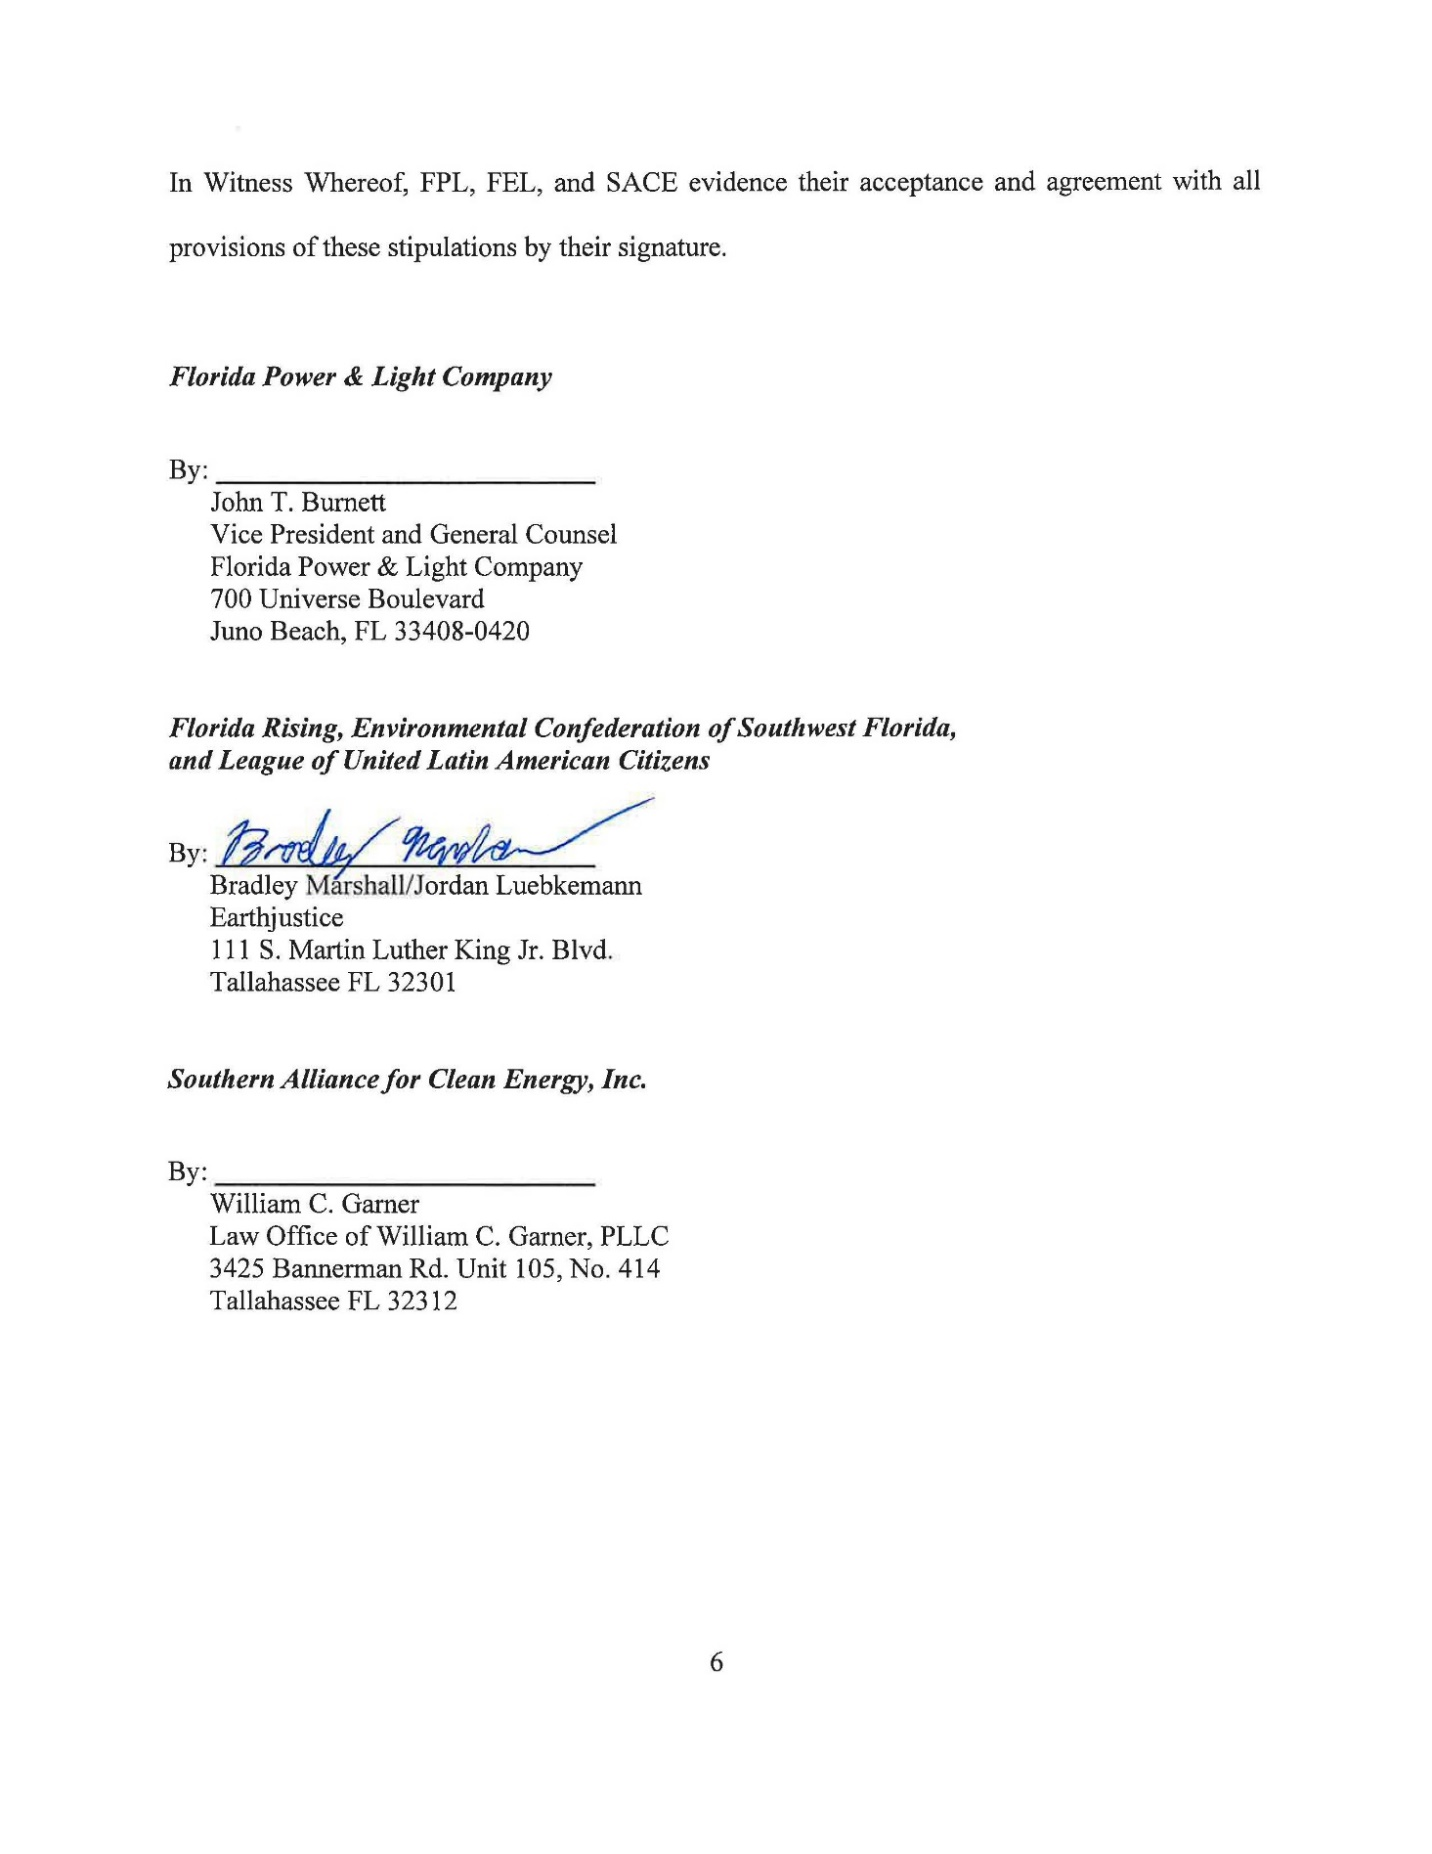 In Witness Whereof, FPL, FEL, and SACE evidence their acceptance and agreement with all
provisions of these stipulations by their signature.
Florida Power & Light Company
By:
John T. Burnett
Vice President and General Counsel
Florida Power & Light Company
700 Universe Boulevard
Juno Beach, FL 33408-0420
Florida Rising, Environmental Confederation of Southwest Florida,
and League of United Latin American Citizens
By: Bradley Marshall
Bradley Marshall/Jordan Luebkemann
Earthjustice
111 S. Martin Luther King Jr. Blvd.
Tallahassee FL 32301
Southern Alliance for Clean Energy, Inc.
By:
William C. Garner
Law Office of William C. Garner, PLLC
3425 Bannerman Rd. Unit 105, No. 414
Tallahassee FL 32312
6